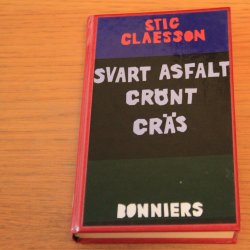 STIG
CLAESSON
SVART ASFALT
GRÖNT
GRÄS
BONNIERS